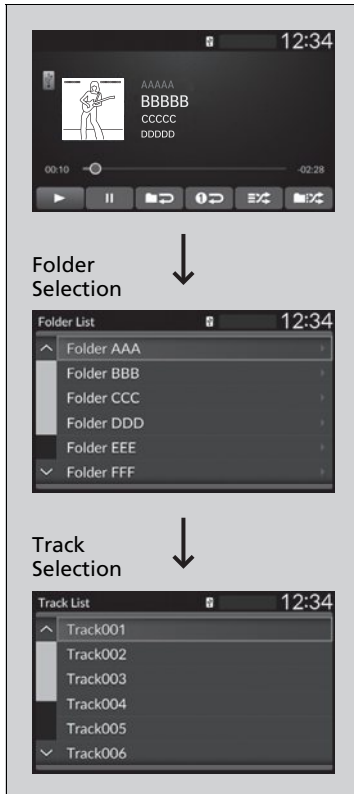 12:34
AAAAA
BBBBB
CCCCC
DDDDD
00:10
-02:28
Folder
Selection
Folder List
12:34
Folder AAA
Folder BBB
Folder CCC
Folder DDD
Folder EEE
Folder FFF
Track
Selection
Track List
12:34
Track001
Track002
Track003
Track004
Track005
Track006